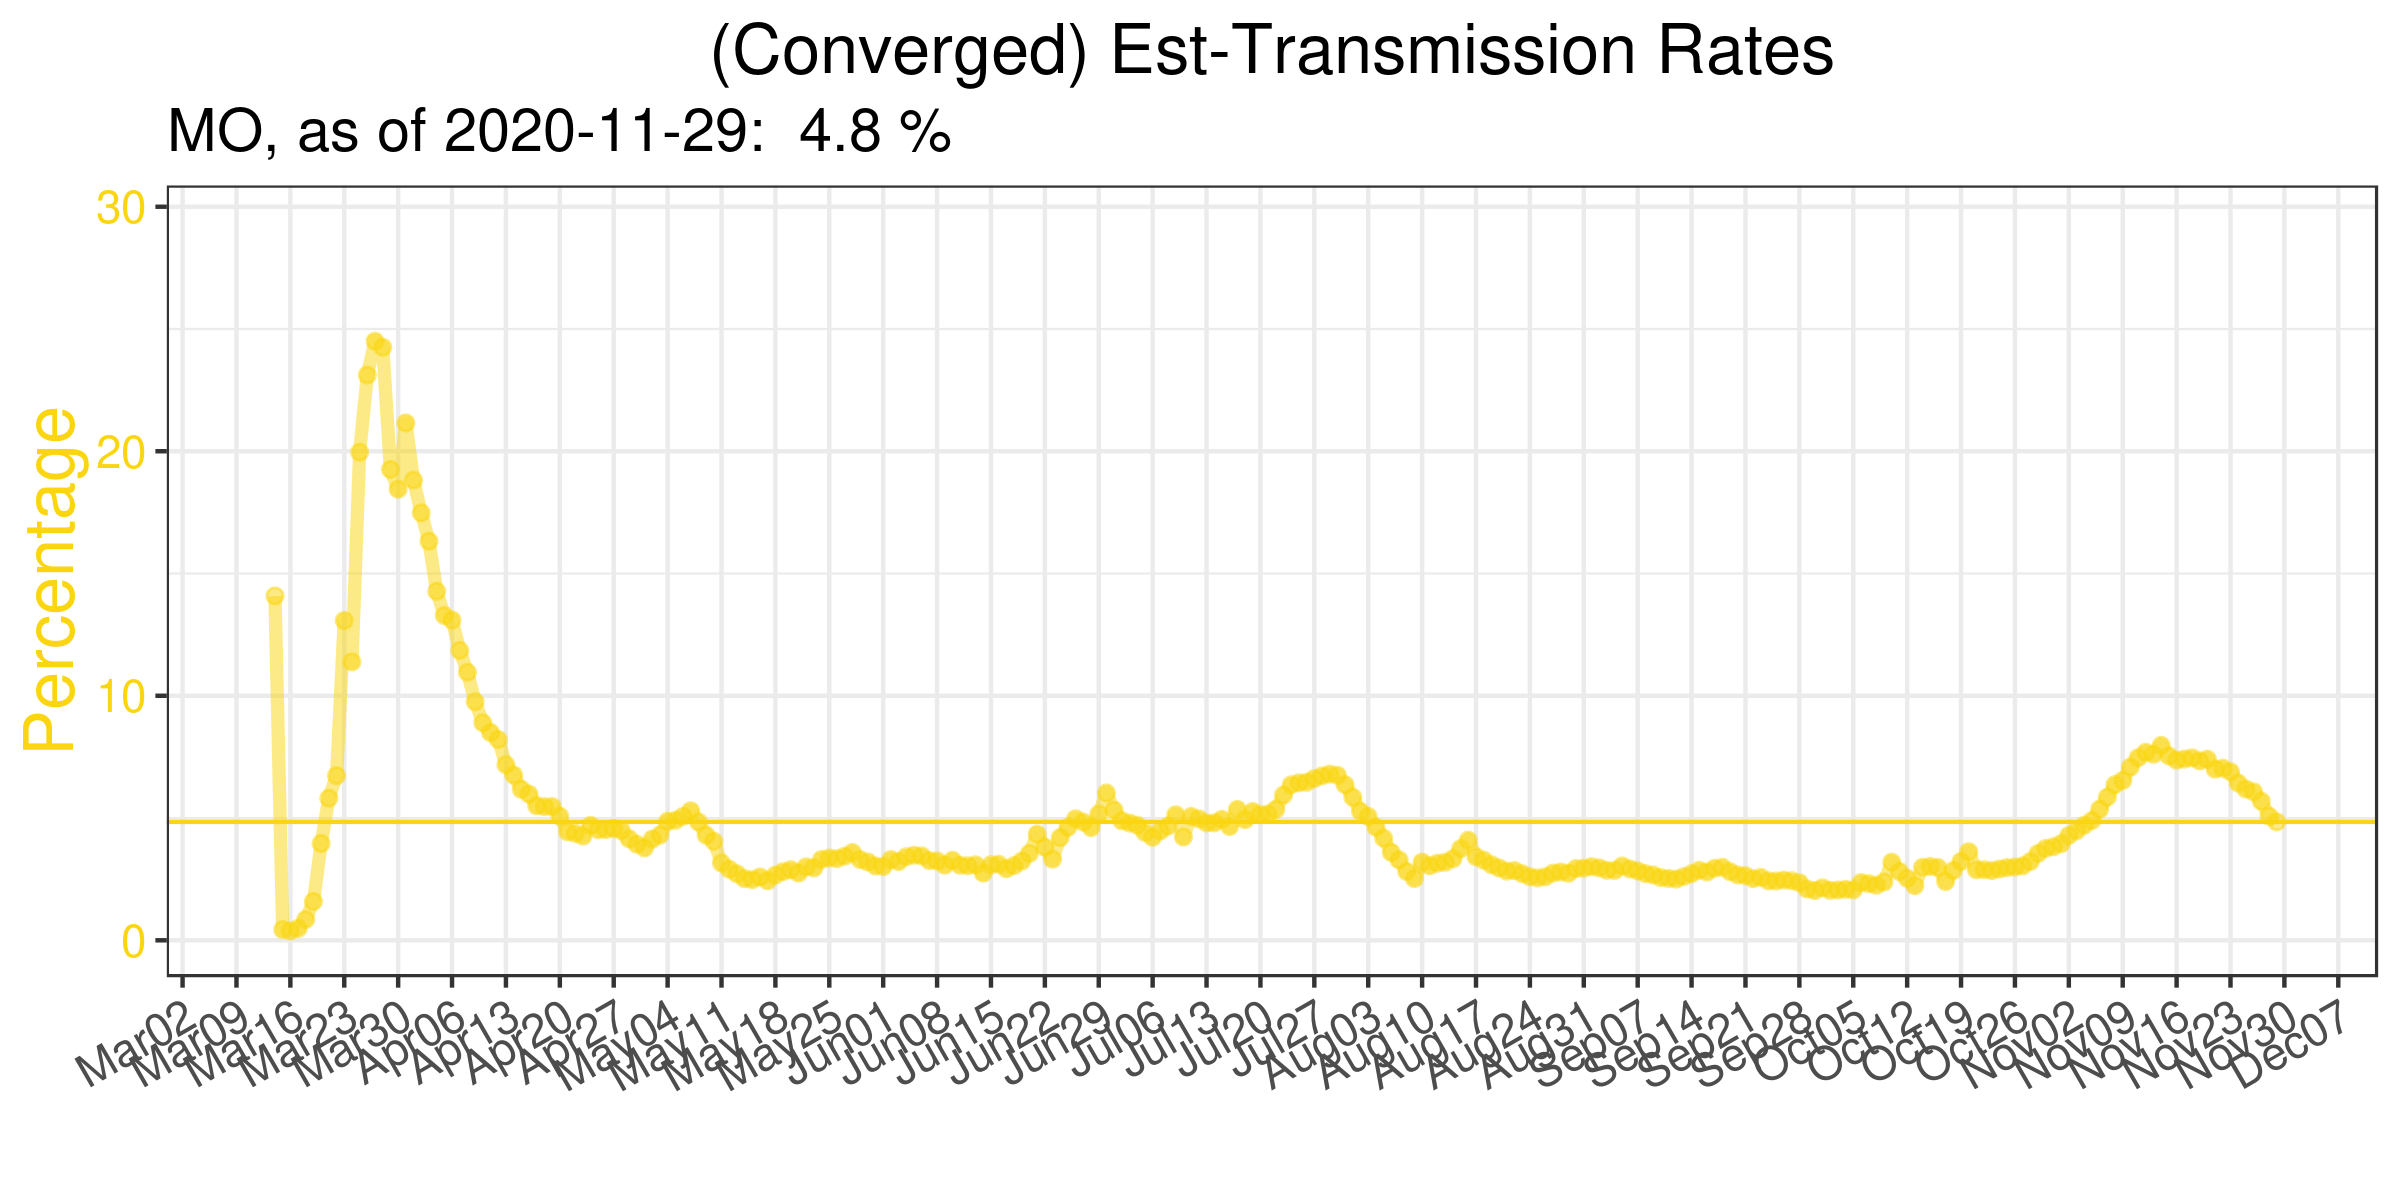 (Converged) Est-Transmission Rates
MO, as of 2020-11-29:  4.8 %
Percentage
30
20
10
0
Mar02
Mar09
Mar16
Mar23
Mar30
Apr06
Apr13
Apr20
Apr27
May04
May11
May18
May25
Jun01
Jun08
Jun15
Jun22
Jun29
Jul06
Jul13
Jul20
Jul27
Aug03
Aug10
Aug17
Aug24
Aug31
Sep07
Sep14
Sep21
Sep28
Oct05
Oct12
Oct19
Oct26
Nov02
Nov09
Nov16
Nov23
Nov30
Dec07